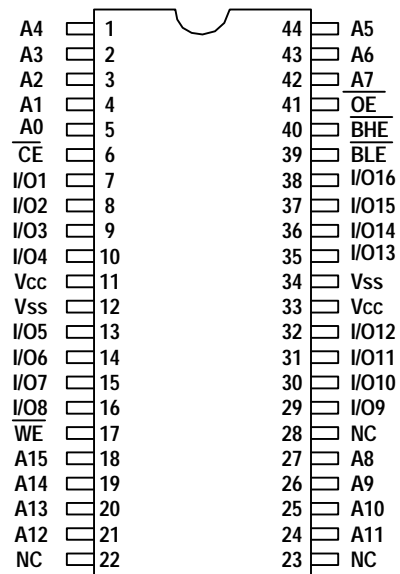 A4 1 44 A5
A3 2 43 A6
A2 3 42 A7
A1 4 41 OE
A0 5 40 BHE
CE 6 39 BLE
I/O1 7 38 I/O16
I/O2 8 37 I/O15
I/O3 9 36 I/O14
I/O4 10 35 I/O13
Vcc 11 34 Vss
Vss 12 33 Vcc
I/O5 13 32 I/O12
I/O6 14 31 I/O11
I/O7 15 30 I/O10
I/O8 16 29 I/O9
WE 17 28 NC
A15 18 27 A8
A14 19 26 A9
A13 20 25 A10
A12 21 24 A11
NC 22 23 NC